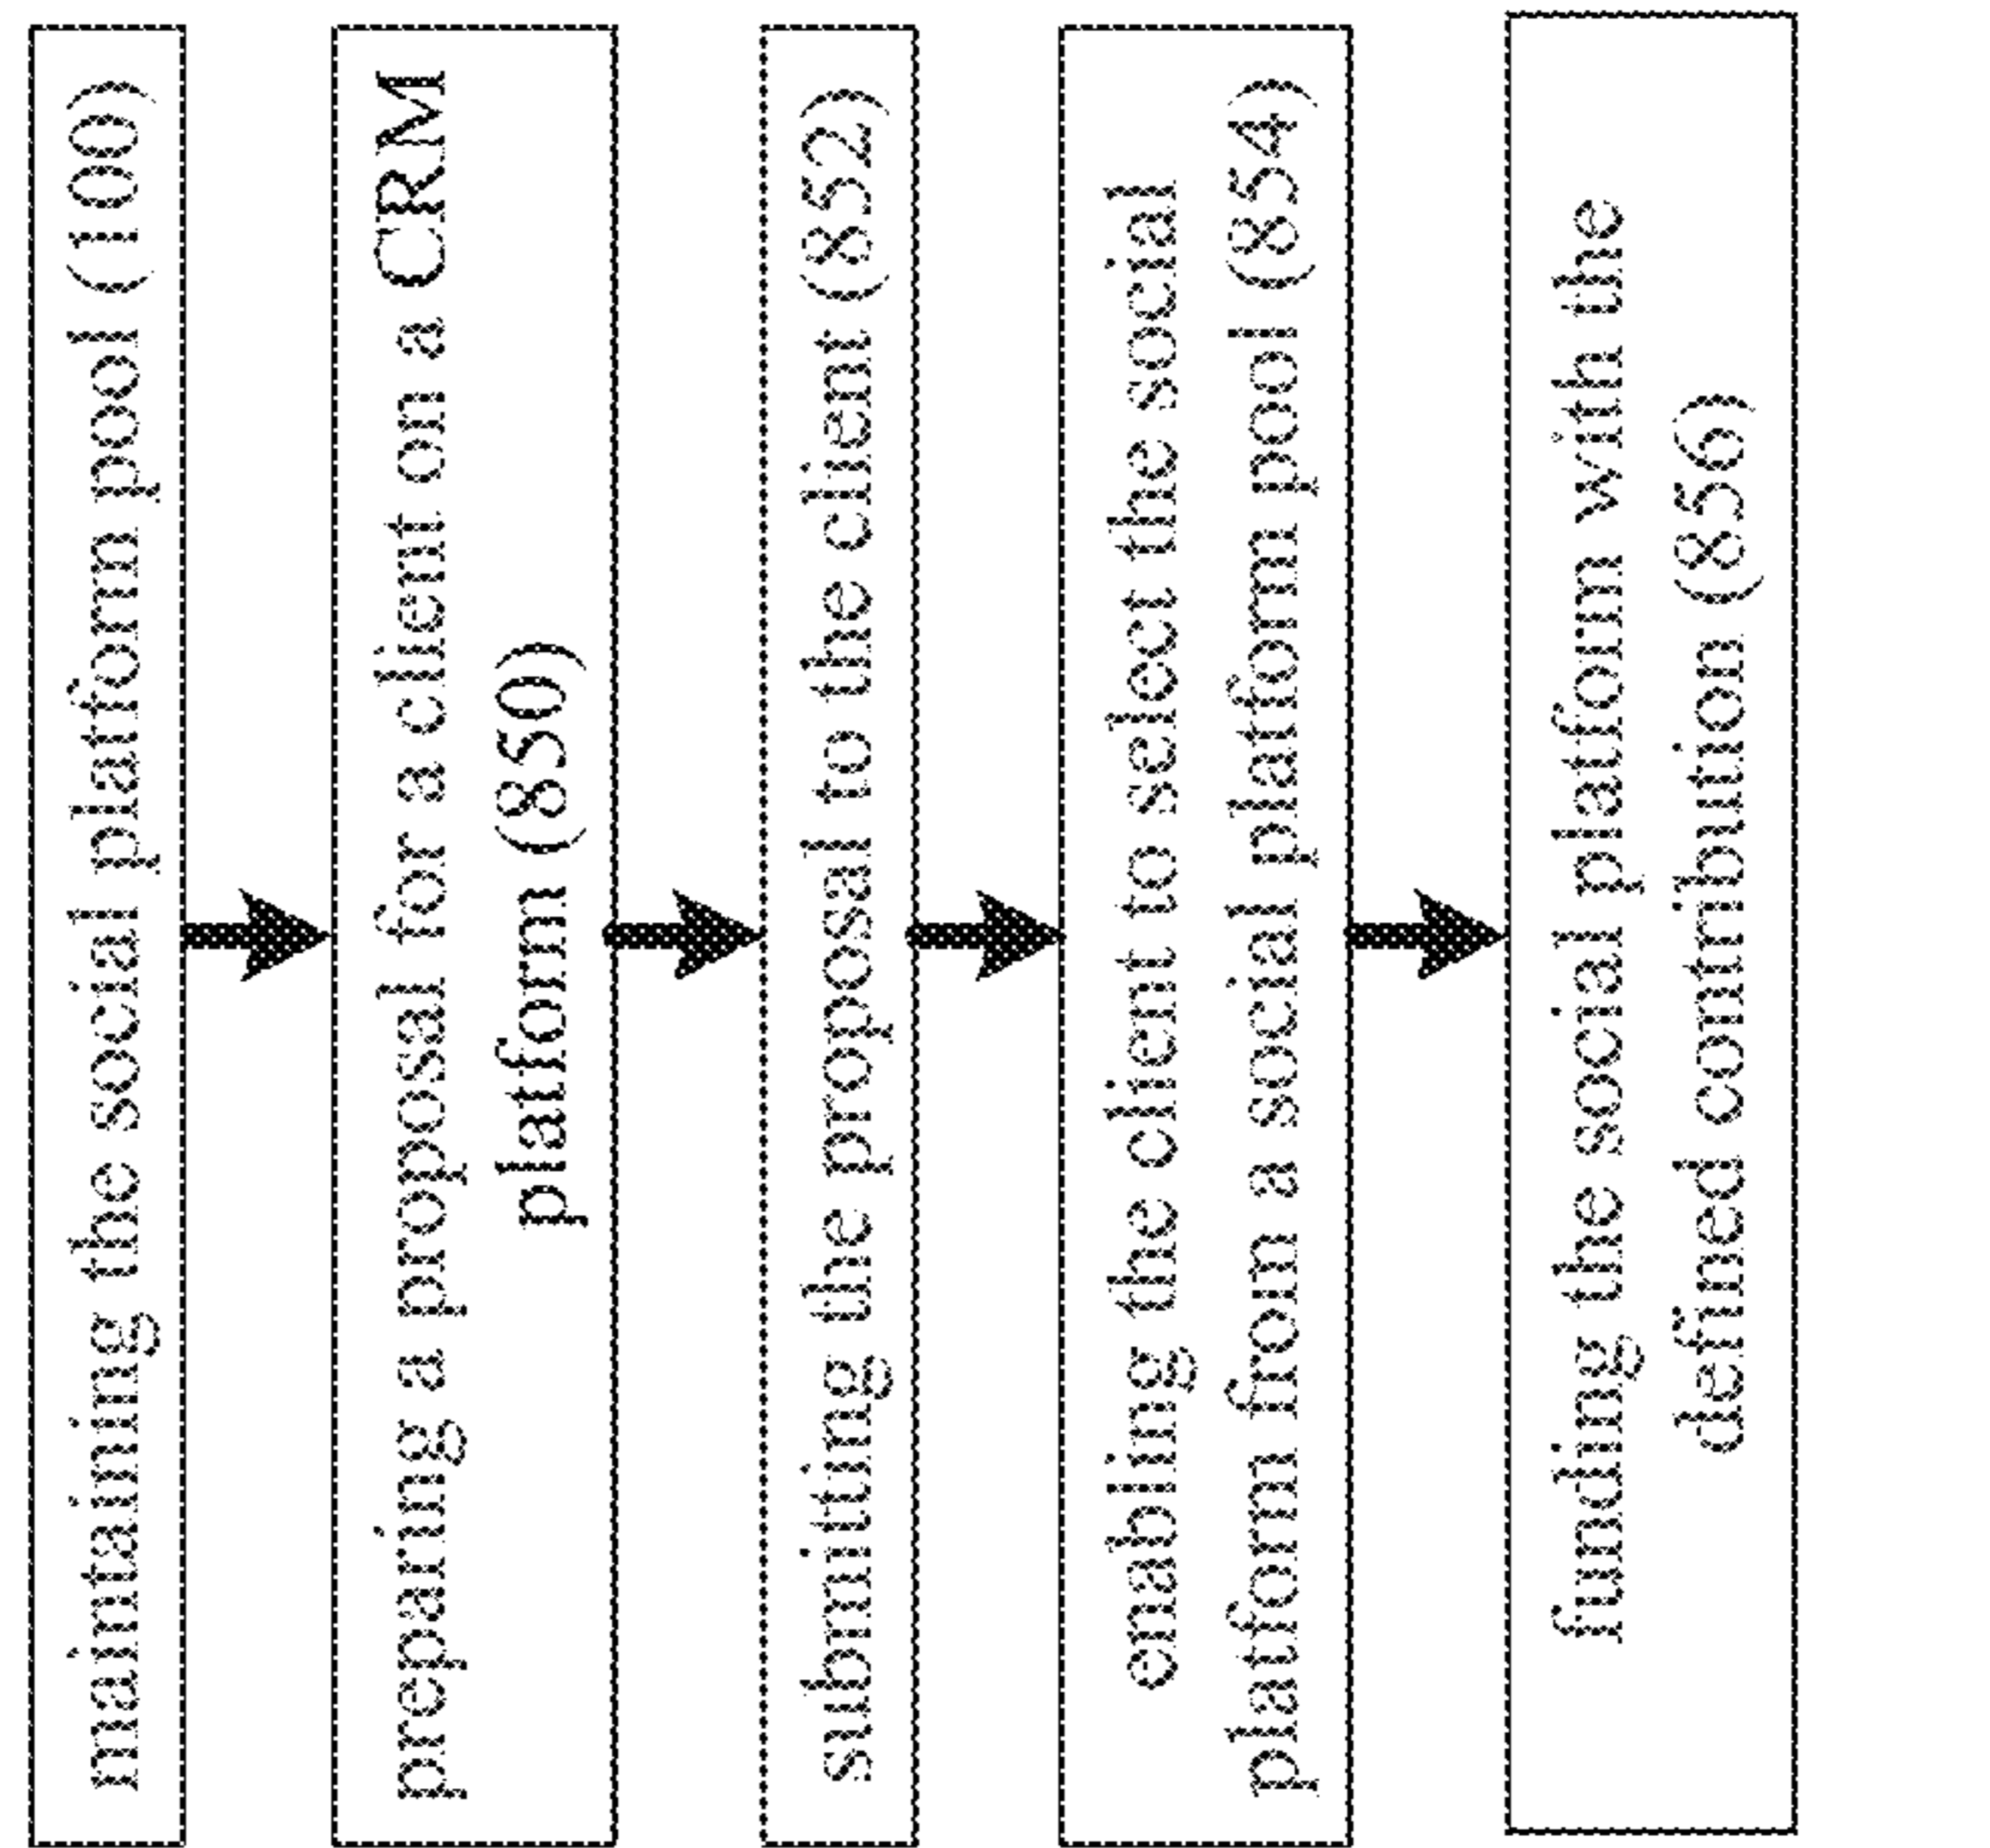 maintaining the social platform pool (100)
preparing a proposal for a client on a CRM
platform (850)
submitting the proposal to the client (852)
enabling the client to select the social
platform from a social platform pool (854)
funding the social platform with the
defined contribution (856)